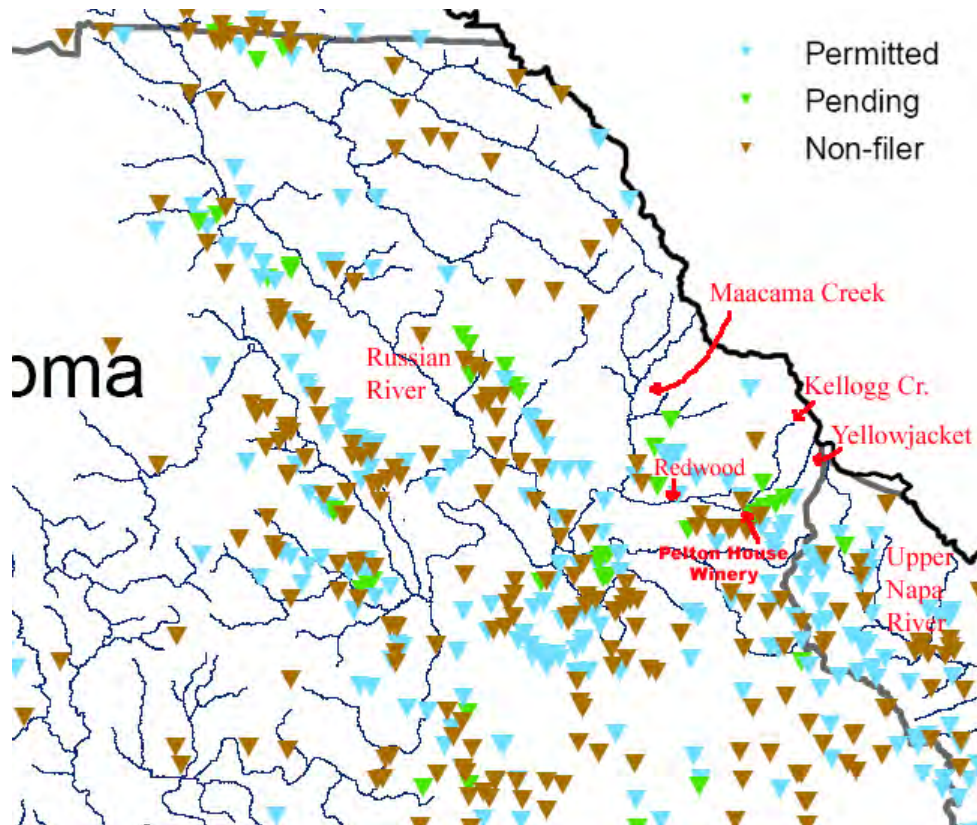 Permitted
Pending
Non-filer
Maacama Creek
oma
Russian
River
Kellogg Cr.
Yellowjacket
Redwood
Pelton House
Winery
Upper
Napa
River